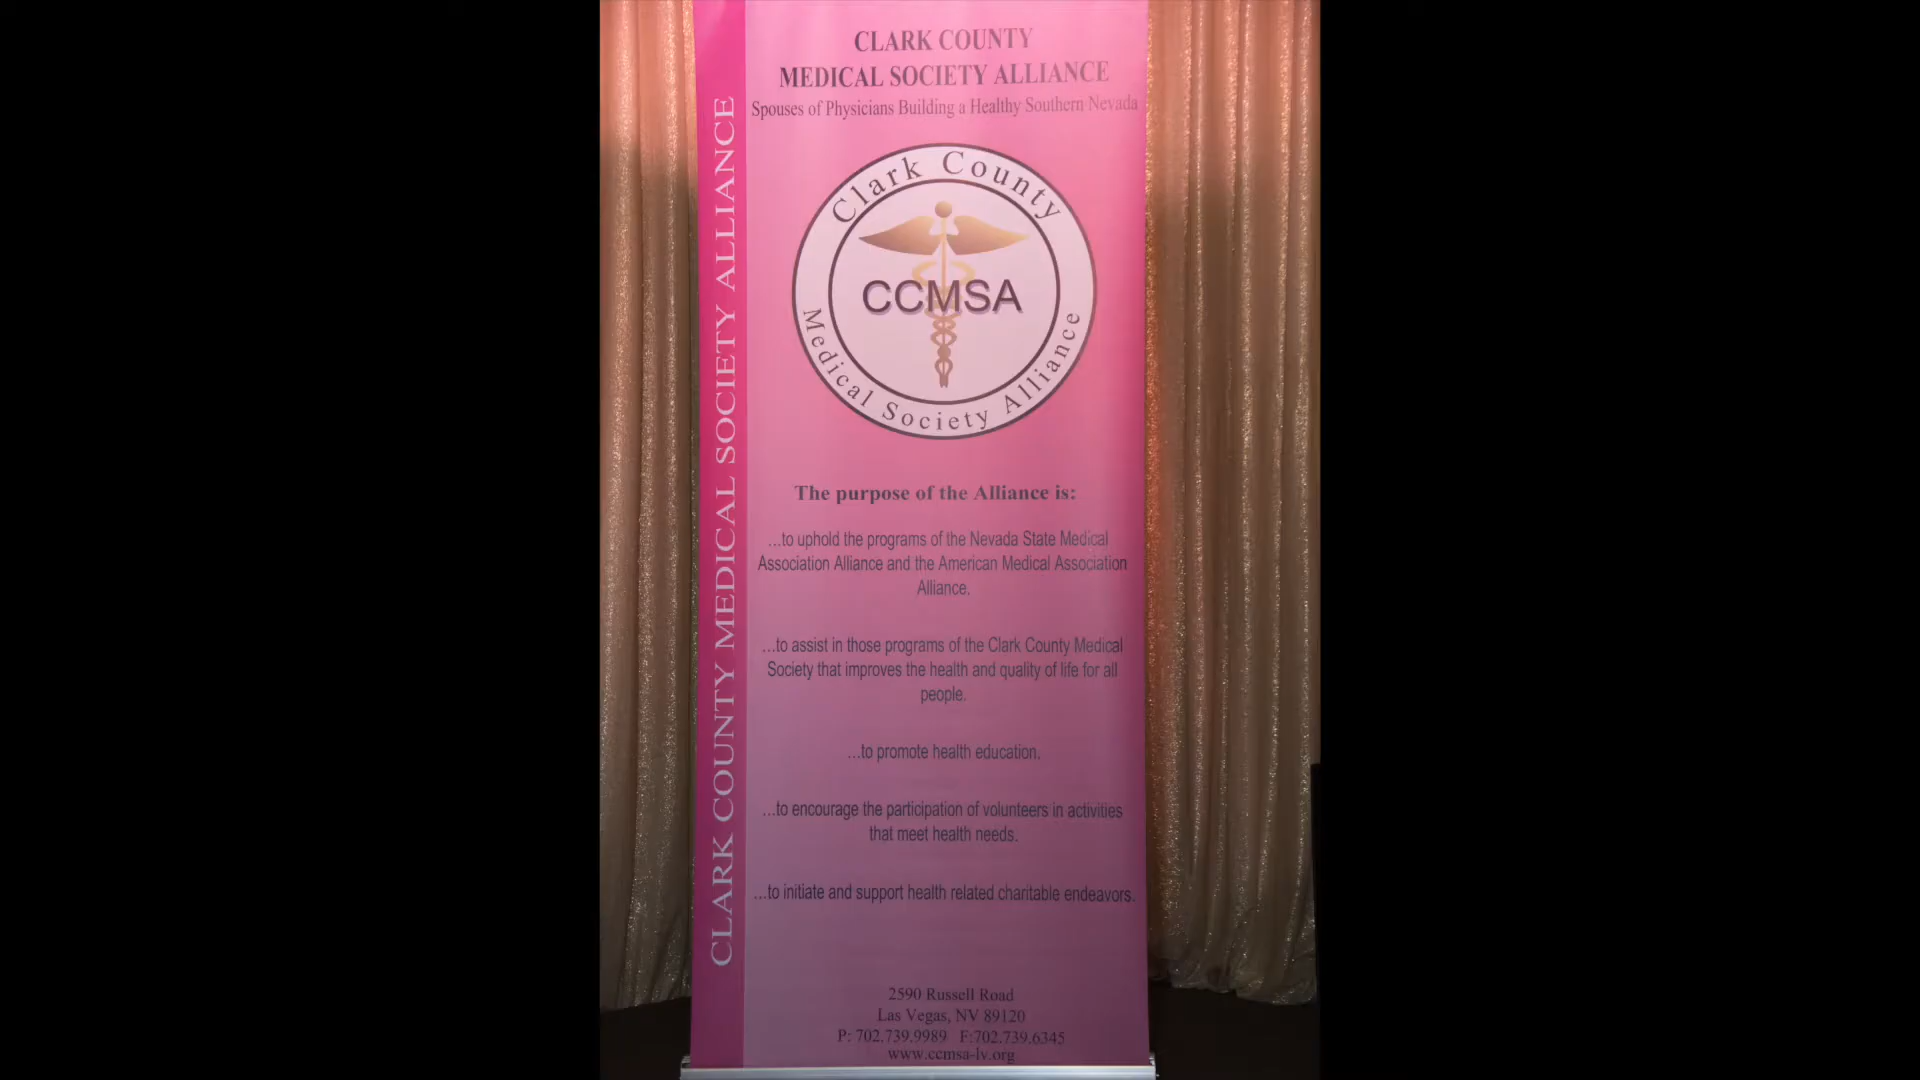 CLARK COUNTY
MEDICAL SOCIETY ALLIANCE
Spouses of Physicians Building a Healthy Southern Nevada
CLARK COUNTY MEDICAL SOCIETY ALLIANCE
Clark County
CCMSA
Medical Society Alliance
The purpose of the Alliance is:
...to uphold the programs of the Nevada State Medical
Association Alliance and the American Medical Association
Alliance.
...to assist in those programs of the Clark County Medical
Society that improves the health and quality of life for all
people.
...to promote health education.
...to encourage the participation of volunteers in activities
that meet health needs.
...to initiate and support health related charitable endeavors.
2590 Russell Road
Las Vegas, NV 89120
P: 702.739.9989 F:702.739.6345
www.ccmsa-lv.org